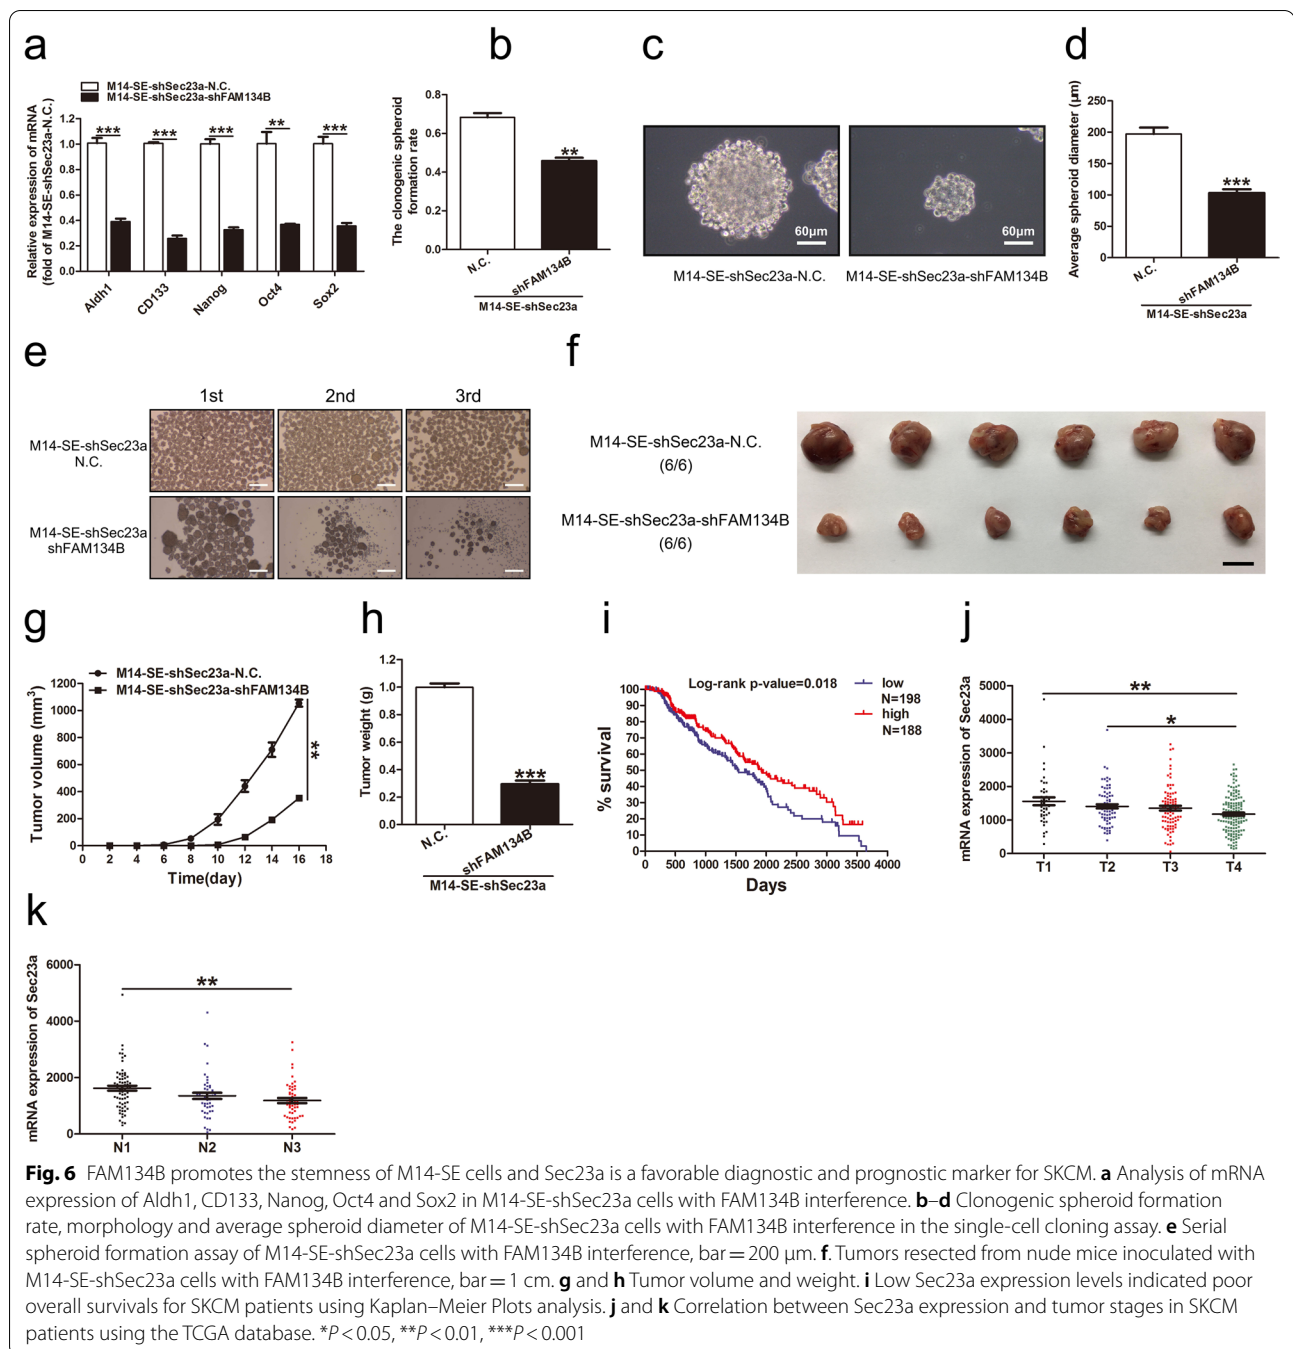 a
M14-SE-shSec23a-N.C.
M14-SE-shSec23a-shFAM134B
Relative expression of mRNA
(fold of M14-SE-shSec23a-N.C.)
1.2
1.0
0.8
0.6
0.4
0.2
0.0
***
***
***
**
***
Aldh1
CD133
Nanog
Oct4
Sox2
b
The clonogenic spheroid
formation rate
0.8
0.6
0.4
0.2
0.0
**
N.C.
shFAM134B
M14-SE-shSec23a
c
60μm
60μm
M14-SE-shSec23a-N.C.
M14-SE-shSec23a-shFAM134B
d
Average spheroid diameter (μm)
250
200
150
100
50
0
***
N.C.
shFAM134B
M14-SE-shSec23a
e
1st
2nd
3rd
M14-SE-shSec23a
N.C.
M14-SE-shSec23a
shFAM134B
f
M14-SE-shSec23a-N.C.
(6/6)
M14-SE-shSec23a-shFAM134B
(6/6)
g
M14-SE-shSec23a-N.C.
M14-SE-shSec23a-shFAM134B
Tumor volume (mm³)
1200
1000
800
600
400
200
0
**
0 2 4 6 8 10 12 14 16 18
Time(day)
h
Tumor weight (g)
1.2
1.0
0.8
0.6
0.4
0.2
0.0
***
N.C.
shFAM134B
M14-SE-shSec23a
i
Log-rank p-value=0.018
low
N=198
high
N=188
% survival
100
90
80
70
60
50
40
30
20
10
0
0 500 1000 1500 2000 2500 3000 3500 4000
Days
j
mRNA expression of Sec23a
5000
4000
3000
2000
1000
0
**
*
T1 T2 T3 T4
k
mRNA expression of Sec23a
6000
4000
2000
0
**
N1 N2 N3
Fig. 6 FAM134B promotes the stemness of M14-SE cells and Sec23a is a favorable diagnostic and prognostic marker for SKCM. a Analysis of mRNA
expression of Aldh1, CD133, Nanog, Oct4 and Sox2 in M14-SE-shSec23a cells with FAM134B interference. b–d Clonogenic spheroid formation
rate, morphology and average spheroid diameter of M14-SE-shSec23a cells with FAM134B interference in the single-cell cloning assay. e Serial
spheroid formation assay of M14-SE-shSec23a cells with FAM134B interference, bar = 200 μm. f. Tumors resected from nude mice inoculated with
M14-SE-shSec23a cells with FAM134B interference, bar = 1 cm. g and h Tumor volume and weight. i Low Sec23a expression levels indicated poor
overall survivals for SKCM patients using Kaplan–Meier Plots analysis. j and k Correlation between Sec23a expression and tumor stages in SKCM
patients using the TCGA database. *P < 0.05, **P < 0.01, ***P < 0.001